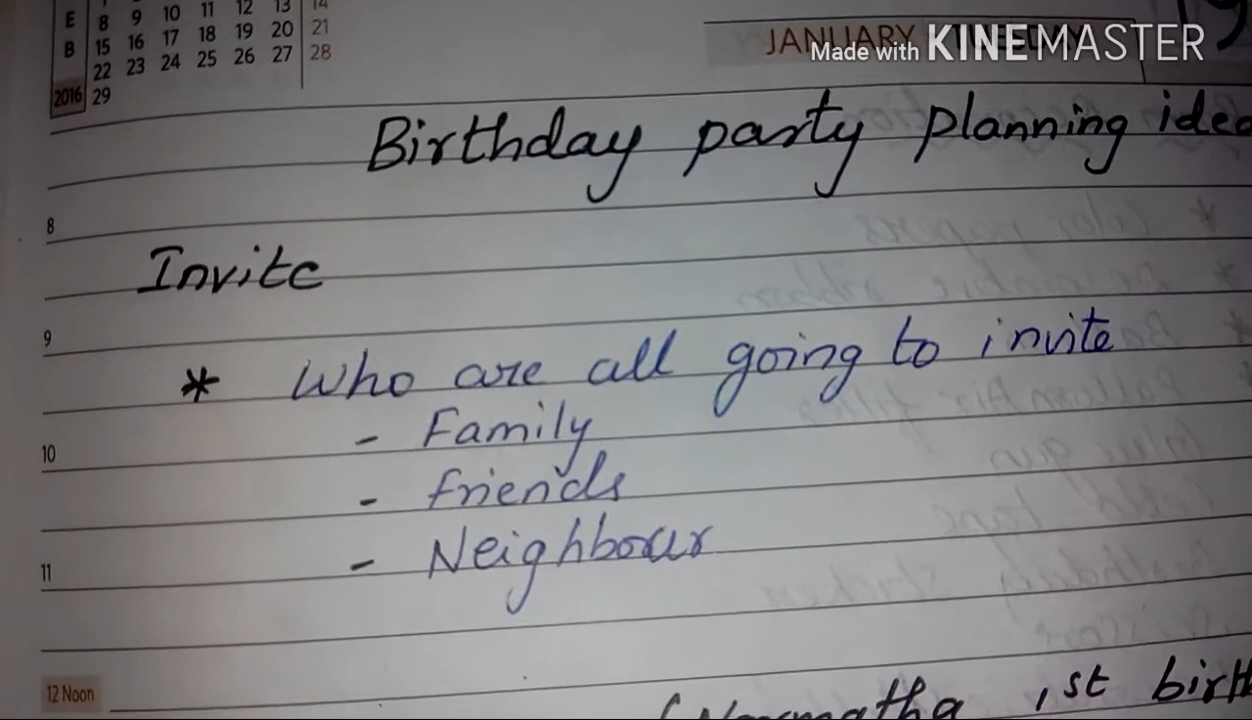 14
E 8 9 10 11 12 13
B 15 16 17 18 19 20 21
22 23 24 25 26 27 28
2016 29
JANUARY
Made with KINEMASTER
Birthday party planning idea
8
Invite
9
* Who are all going to invite
10
- Family
- Friends
11
- Neighbour
12 Noon
1st birth